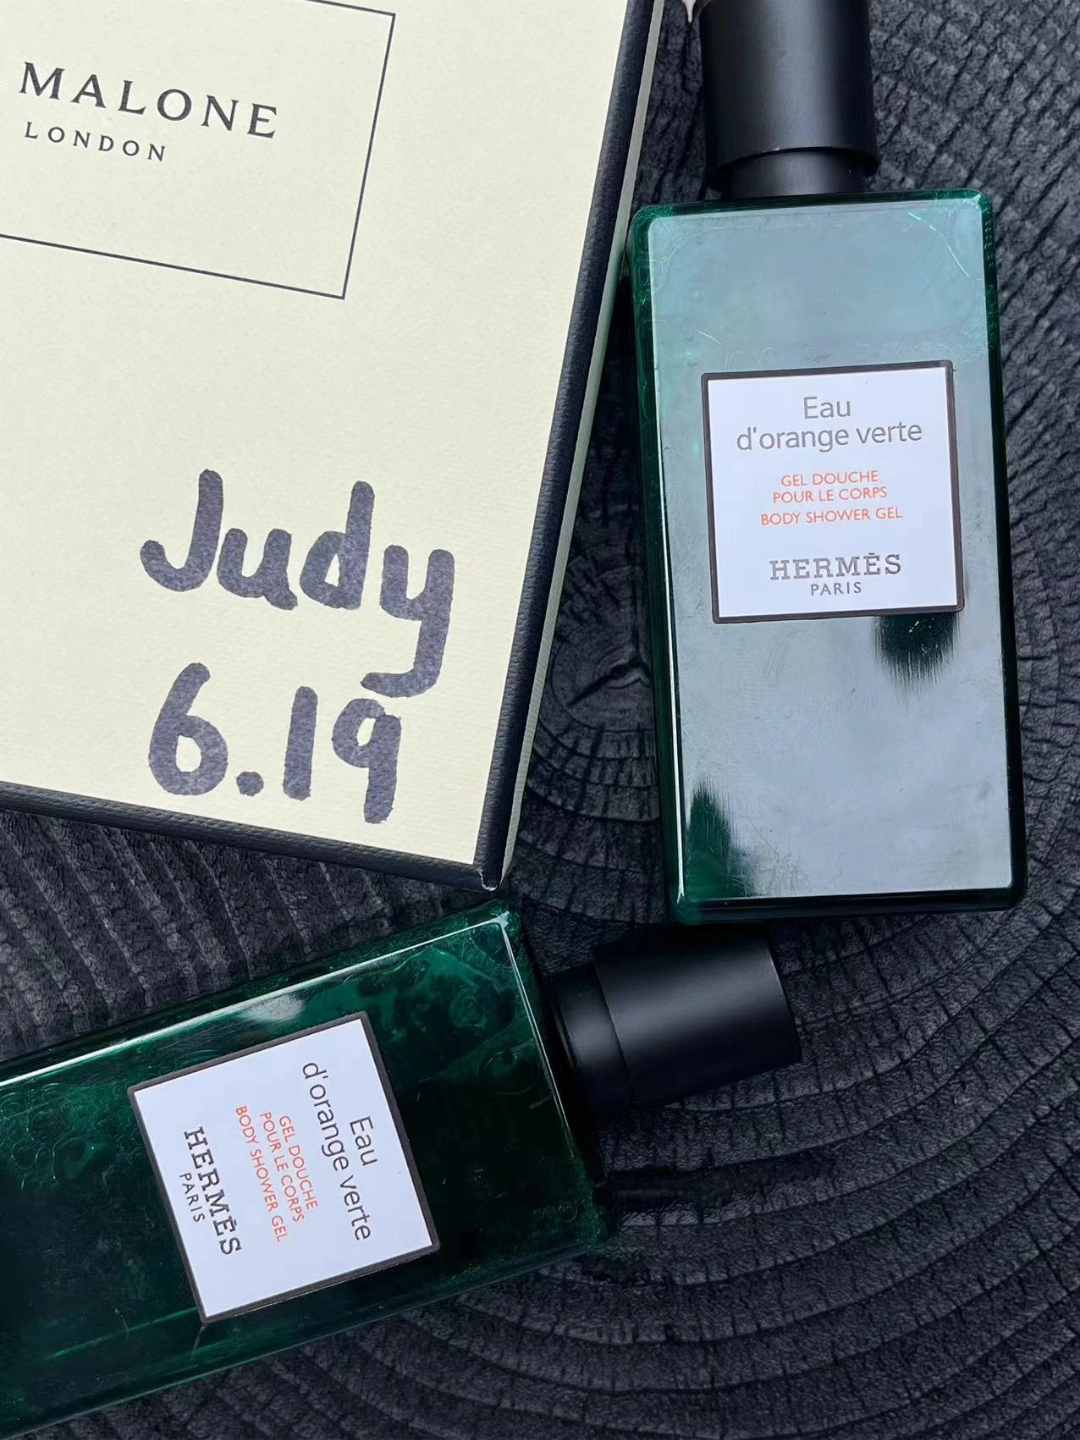 MALONE
LONDON
Judy
6.19
Eau
d'orange verte
GEL DOUCHE
POUR LE CORPS
BODY SHOWER GEL
HERMÈS
PARIS
Eau
d'orange verte
GEL DOUCHE
POUR LE CORPS
BODY SHOWER GEL
HERMÈS
PARIS